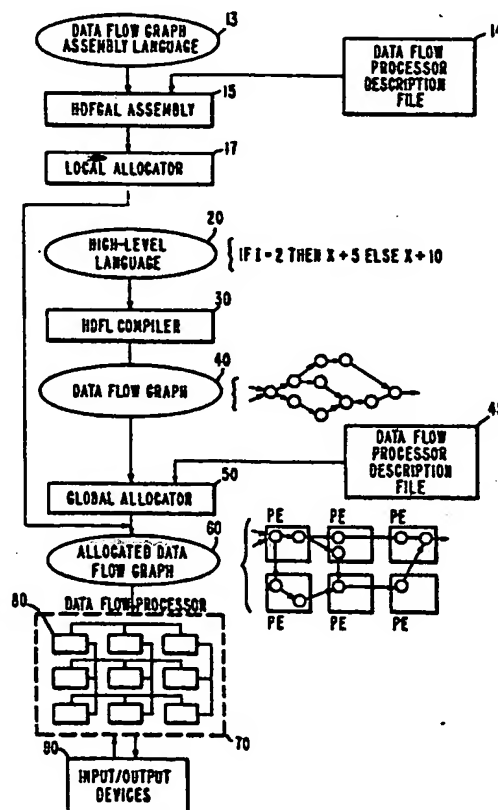 13
DATA FLOW GRAPH
ASSEMBLY LANGUAGE
14
DATA FLOW
PROCESSOR
DESCRIPTION
FILE
15
HDFGAL ASSEMBLY
17
LOCAL ALLOCATOR
20
HIGH-LEVEL
LANGUAGE
IF I = 2 THEN X + 5 ELSE X + 10
30
HDFL COMPILER
40
DATA FLOW GRAPH
45
DATA FLOW
PROCESSOR
DESCRIPTION
FILE
50
GLOBAL ALLOCATOR
60
ALLOCATED DATA
FLOW GRAPH
PE PE PE
PE PE PE
DATA FLOW PROCESSOR
80
70
90
INPUT/OUTPUT
DEVICES